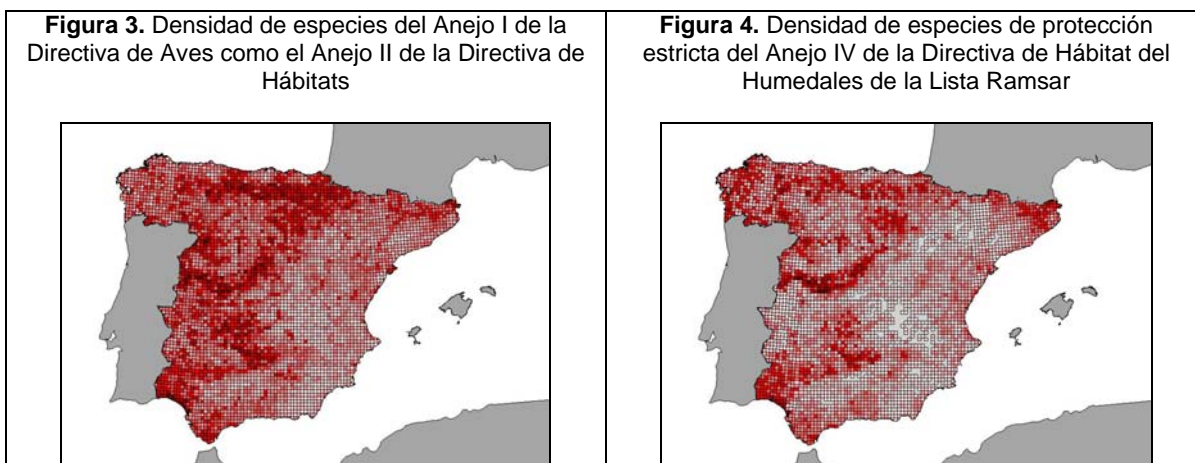 Figura 3. Densidad de especies del Anejo I de la
Directiva de Aves como el Anejo II de la Directiva de
Hábitats
Figura 4. Densidad de especies de protección
estricta del Anejo IV de la Directiva de Hábitat del
Humedales de la Lista Ramsar